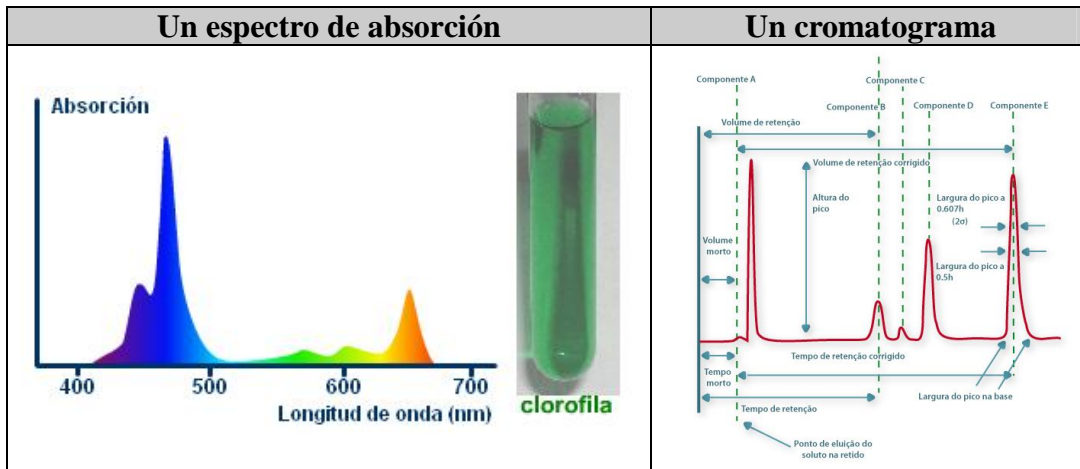 Un espectro de absorción
Un cromatograma
Absorción
400
500
600
700
Longitud de onda (nm)
clorofila
Componente A
Componente C
Componente B
Componente D
Componente E
Volume de retenção
Volume de retenção corrigido
Altura do
pico
Largura do pico a
0.607h
(2σ)
Volume
morto
Largura do pico a
0.5h
Tempo de retenção corrigido
Tempo
morto
Largura do pico na base
Tempo de retenção
Ponto de eluição do
soluto na retido